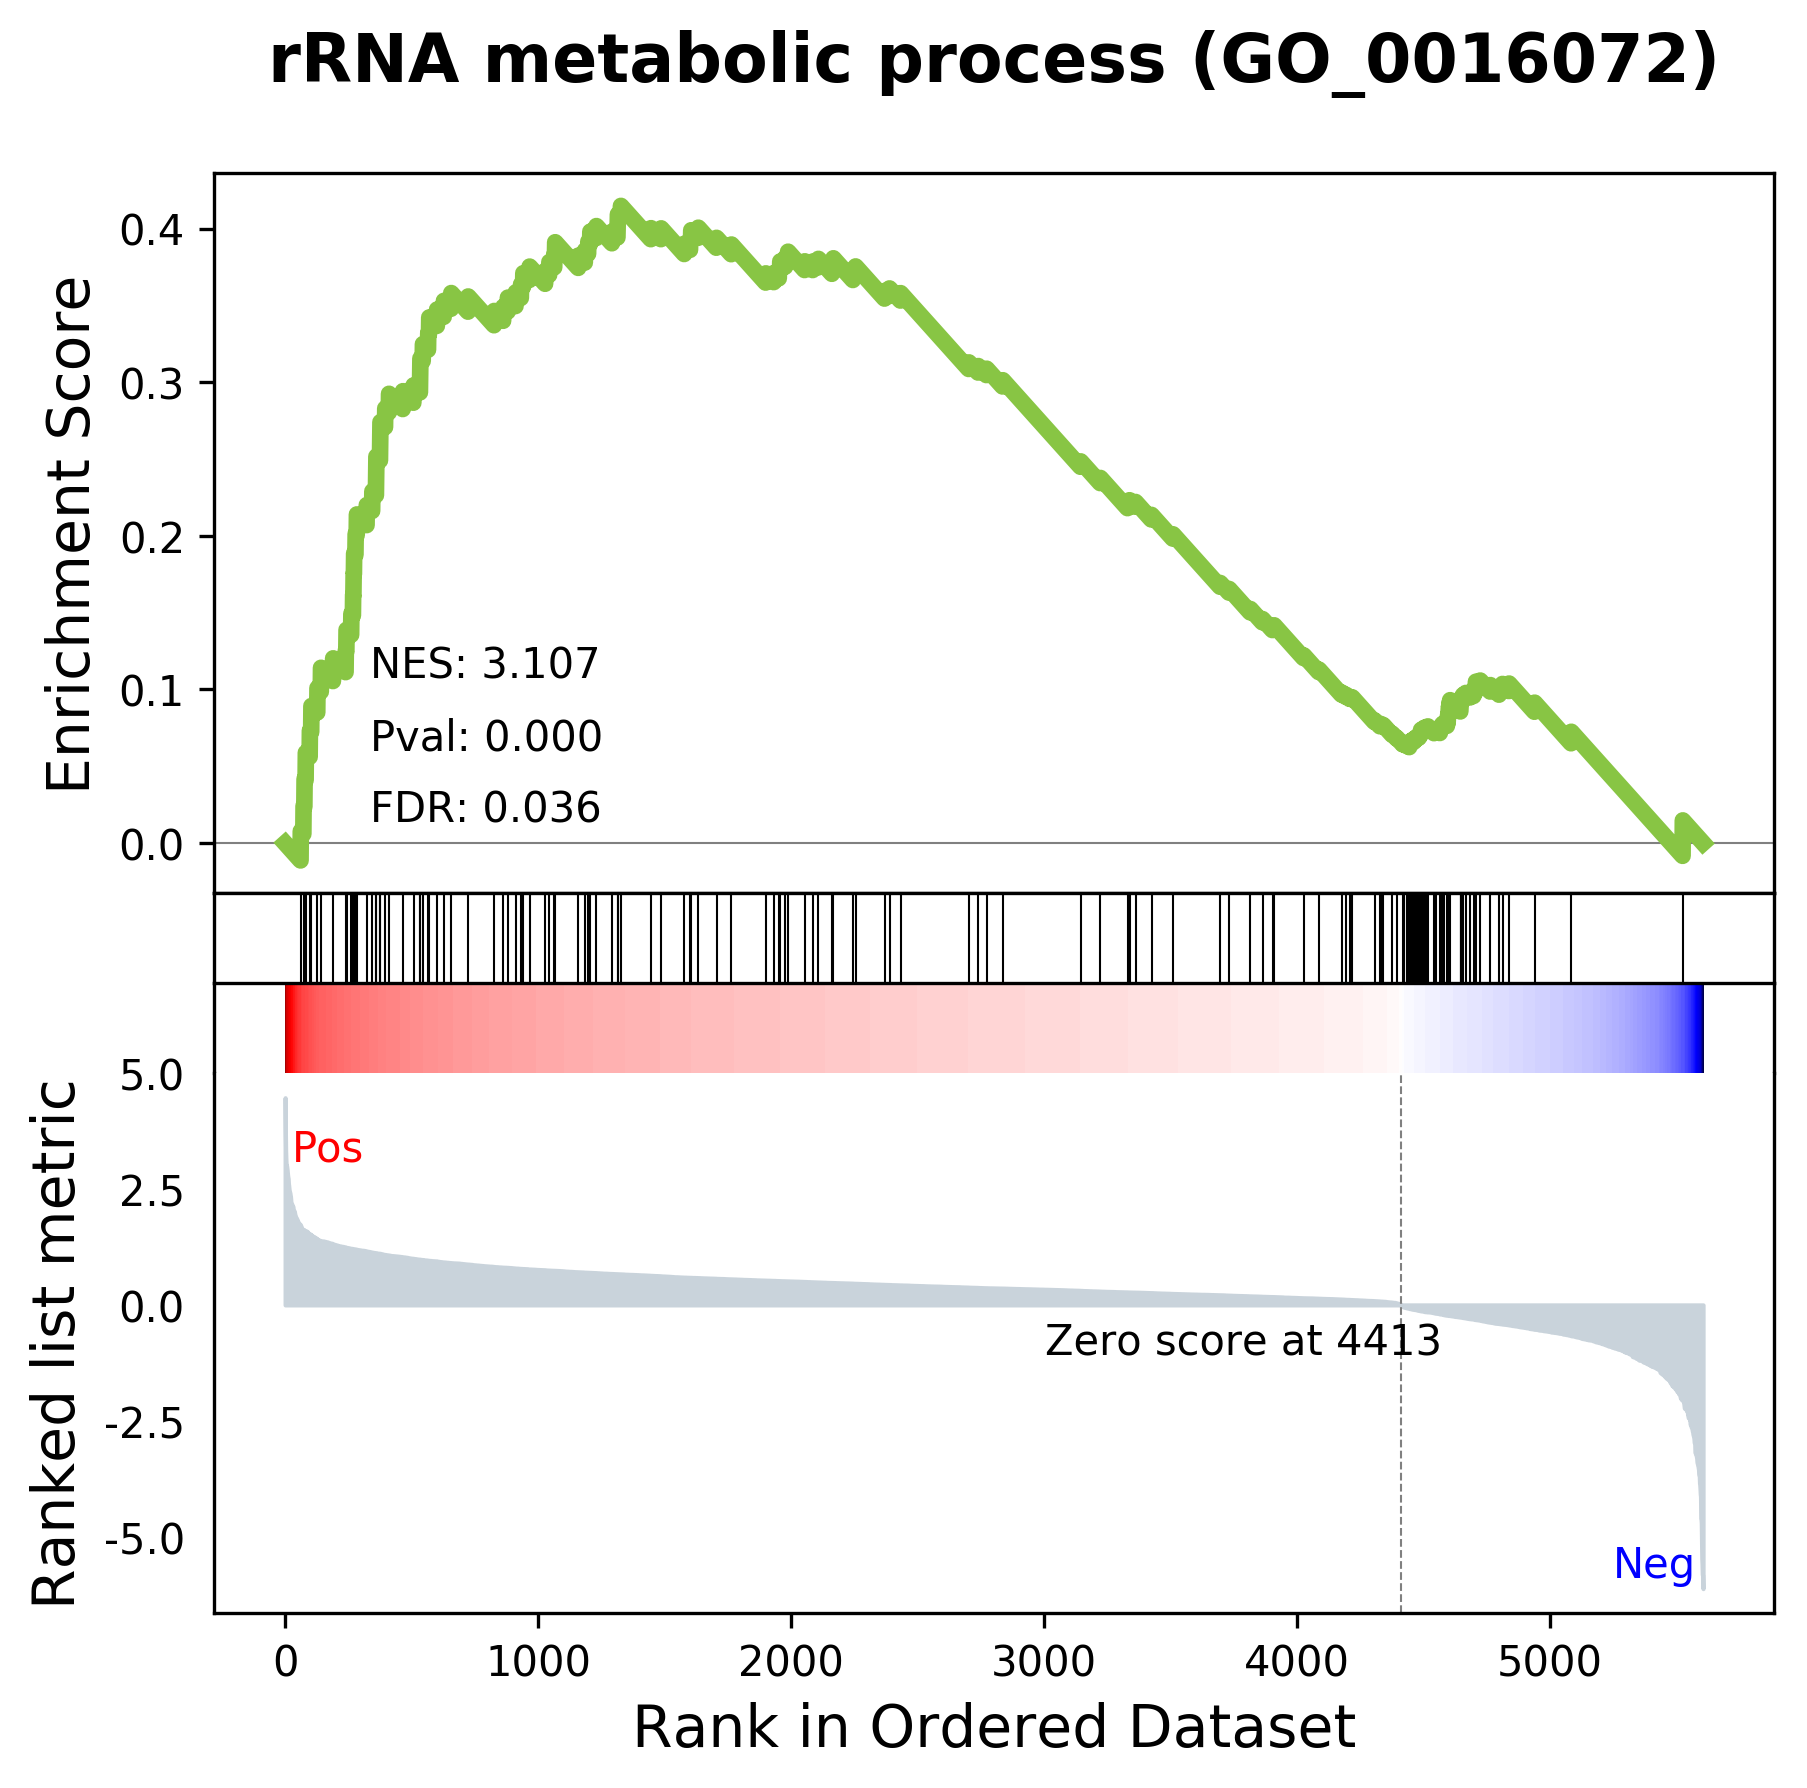 rRNA metabolic process (GO_0016072)
Enrichment Score
0.4
0.3
0.2
0.1
0.0
NES: 3.107
Pval: 0.000
FDR: 0.036
Ranked list metric
5.0
2.5
0.0
-2.5
-5.0
Pos
Zero score at 4413
Neg
0 1000 2000 3000 4000 5000
Rank in Ordered Dataset